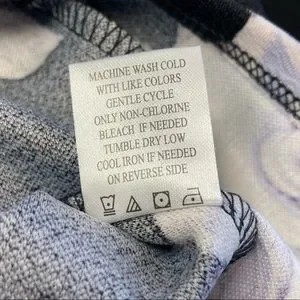 MACHINE WASH COLD
WITH LIKE COLORS
GENTLE CYCLE
ONLY NON-CHLORINE
BLEACH IF NEEDED
TUMBLE DRY LOW
COOL IRON IF NEEDED
ON REVERSE SIDE